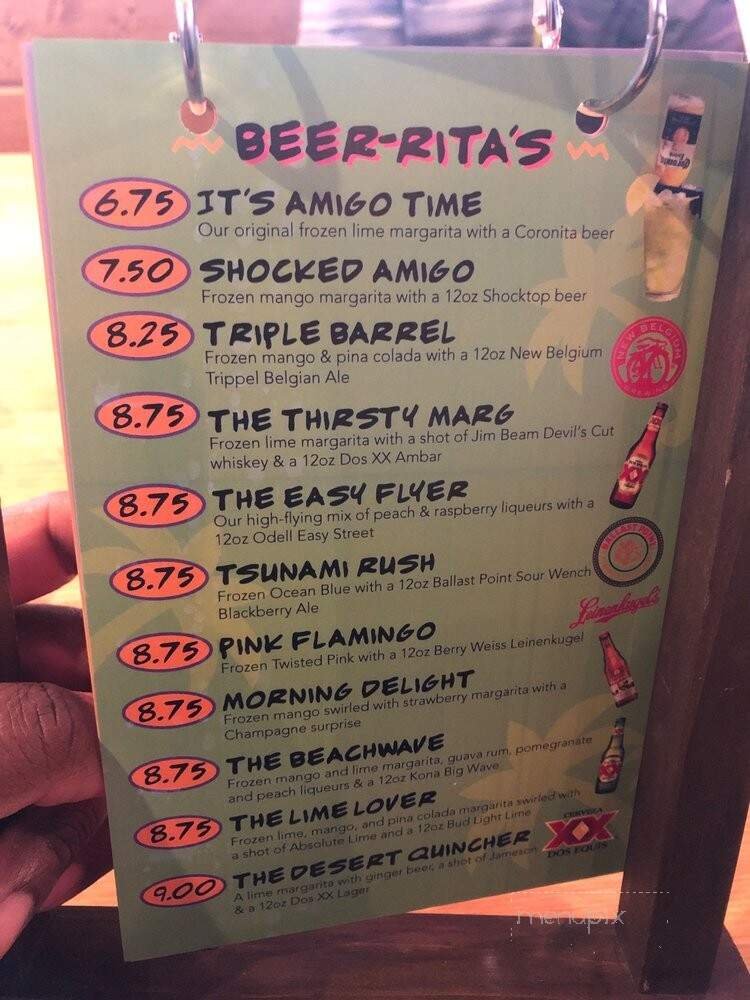 BEER-RITA'S
6.75 IT'S AMIGO TIME
Our original frozen lime margarita with a Coronita beer
7.50 SHOCKED AMIGO
Frozen mango margarita with a 12oz Shocktop beer
8.25 TRIPLE BARREL
Frozen mango & pina colada with a 12oz New Belgium
Trippel Belgian Ale
NEW BELGIUM
8.75 THE THIRSTY MARG
Frozen lime margarita with a shot of Jim Beam Devil's Cut
whiskey & a 12oz Dos XX Ambar
8.75 THE EASY FLYER
Our high-flying mix of peach & raspberry liqueurs with a
12oz Odell Easy Street
BALLAST POINT
8.75 TSUNAMI RUSH
Frozen Ocean Blue with a 12oz Ballast Point Sour Wench
Blackberry Ale
Leinenkugel's
8.75 PINK FLAMINGO
Frozen Twisted Pink with a 12oz Berry Weiss Leinenkugel
8.75 MORNING DELIGHT
Frozen mango swirled with strawberry margarita with a
Champagne surprise
8.75 THE BEACHWAVE
Frozen mango and lime margarita, guava rum, pomegranate
and peach liqueurs & a 12oz Kona Big Wave
8.75 THE LIME LOVER
Frozen lime, mango, and pina colada margarita swirled with
a shot of Absolute Lime and a 12oz Bud Light Lime
CERVEZA
XX
DOS EQUIS
9.00 THE DESERT QUINCHER
A lime margarita with ginger beer, a shot of Jameson
& a 12oz Dos XX Lager
menupix